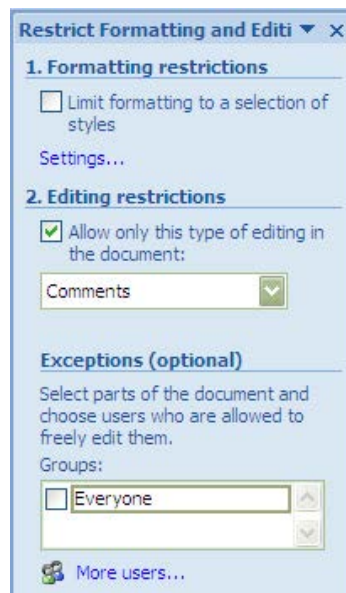 Restrict Formatting and Editi
1. Formatting restrictions
Limit formatting to a selection of
styles
Settings...
2. Editing restrictions
Allow only this type of editing in
the document:
Comments
Exceptions (optional)
Select parts of the document and
choose users who are allowed to
freely edit them.
Groups:
Everyone
More users...